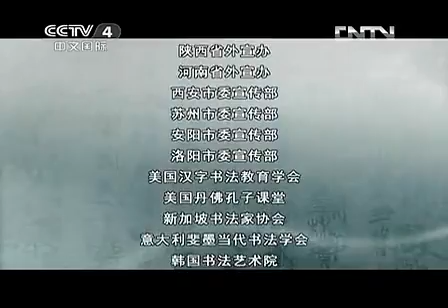 CCTV 4
中文国际
CNTV
陕西省外宣办
河南省外宣办
西安市委宣传部
苏州市委宣传部
安阳市委宣传部
洛阳市委宣传部
美国汉字书法教育学会
美国丹佛孔子课堂
新加坡书法家协会
意大利斐墨当代书法学会
韩国书法艺术院